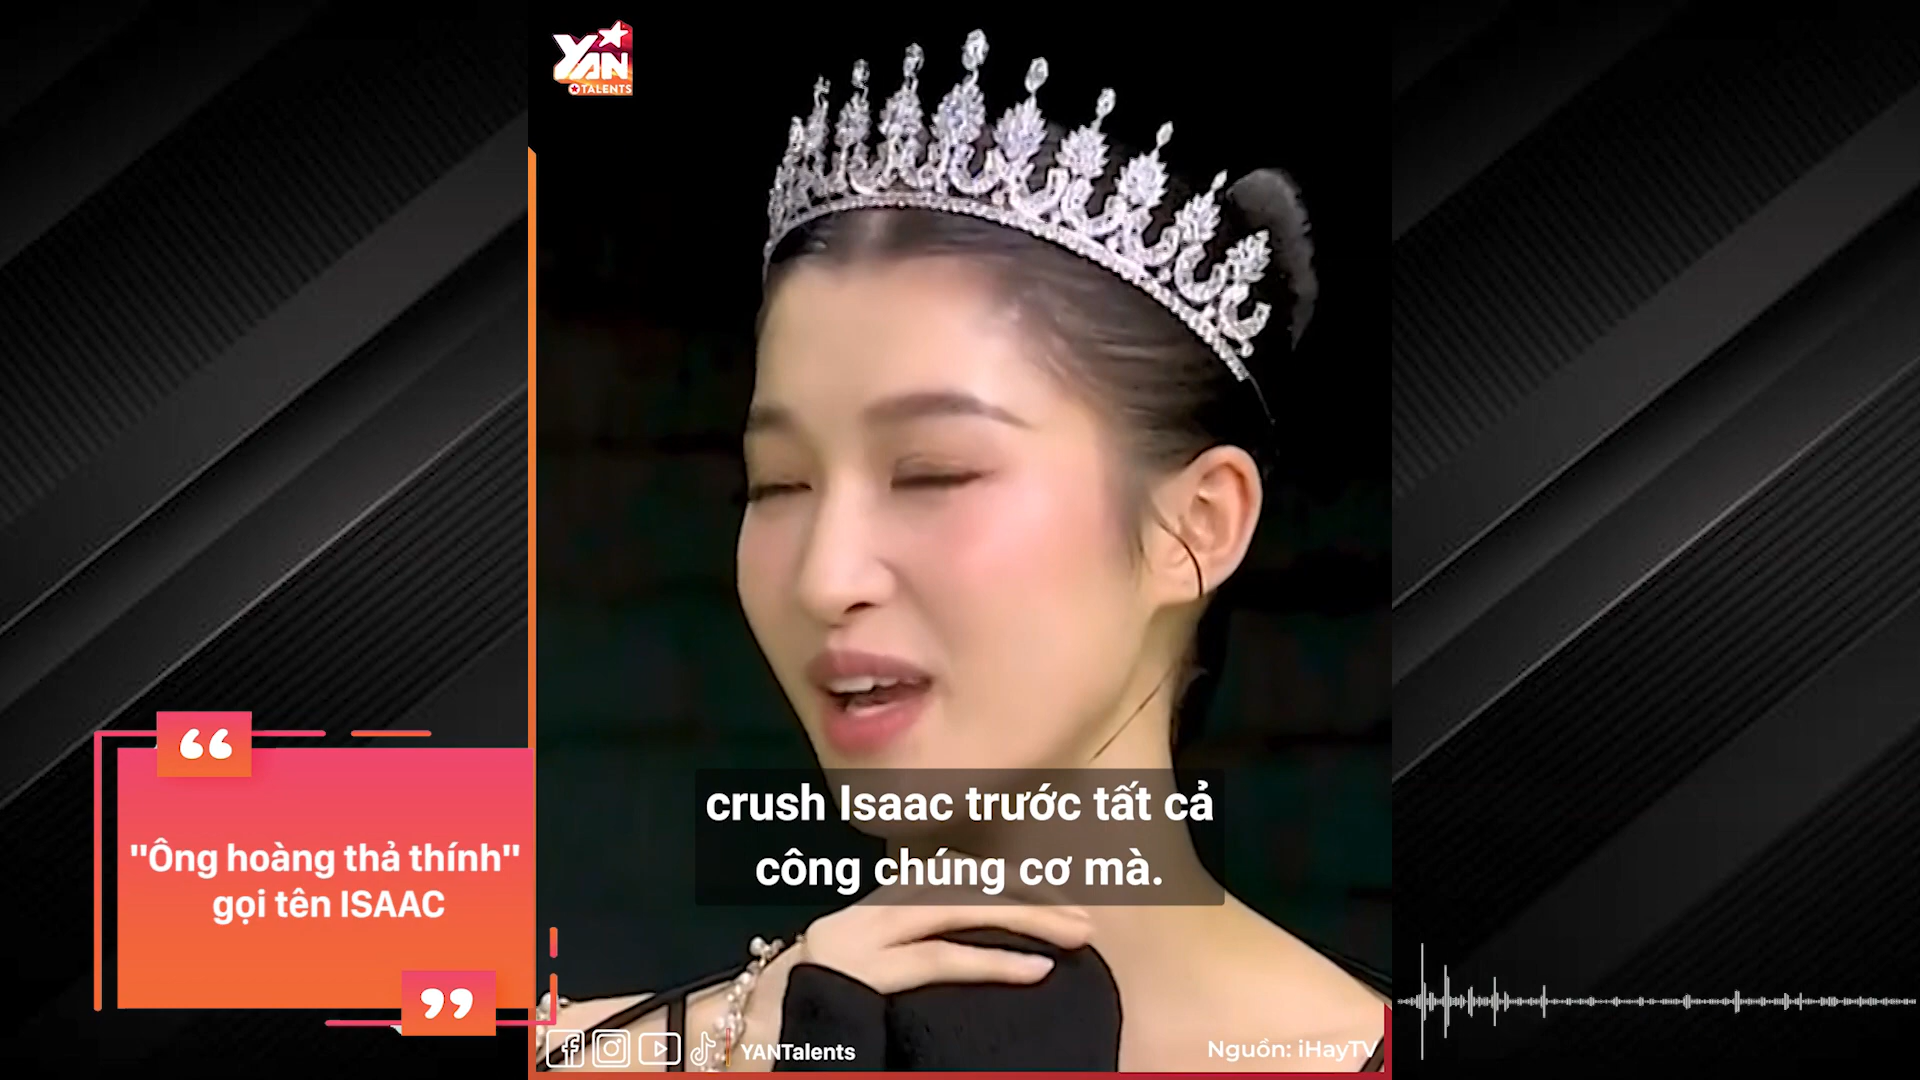 YAN
TALENTS
crush Isaac trước tất cả
công chúng cơ mà.
"Ông hoàng thả thính"
gọi tên ISAAC
YANTalents
Nguồn: iHayTV